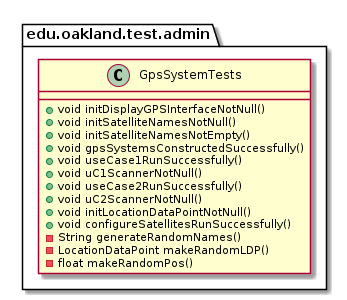 edu.oakland.test.admin
C GpsSystemTests
void initDisplayGPSInterfaceNotNull()
void initSatelliteNamesNotNull()
void initSatelliteNamesNotEmpty()
void gpsSystemsConstructedSuccessfully()
void useCase1RunSuccessfully()
void uC1ScannerNotNull()
void useCase2RunSuccessfully()
void uC2ScannerNotNull()
void initLocationDataPointNotNull()
void configureSatellitesRunSuccessfully()
String generateRandomNames()
LocationDataPoint makeRandomLDP()
float makeRandomPos()